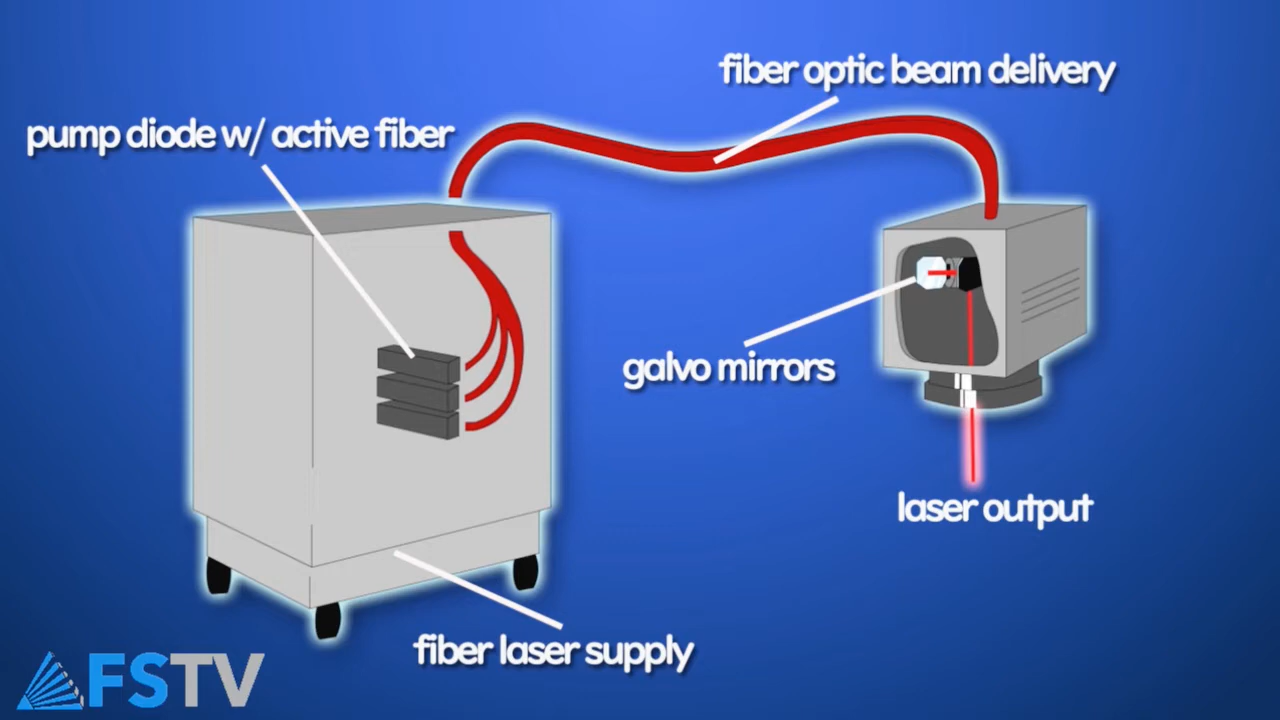 fiber optic beam delivery
pump diode w/ active fiber
galvo mirrors
laser output
fiber laser supply
FSTV